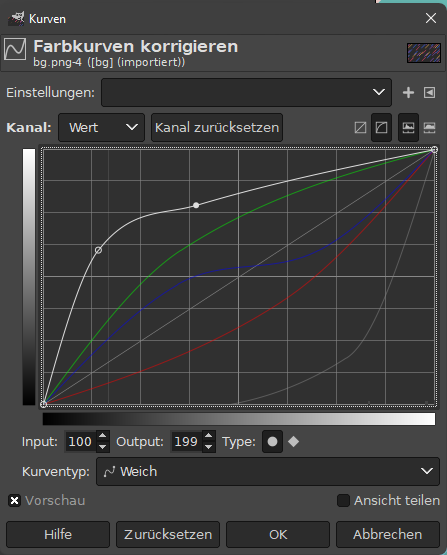 Kurven
Farbkurven korrigieren
bg.png-4 ([bg] (importiert))
Einstellungen:
Kanal: Wert Kanal zurücksetzen
Input: 100 Output: 199 Type:
Kurventyp: Weich
Vorschau Ansicht teilen
Hilfe Zurücksetzen OK Abbrechen